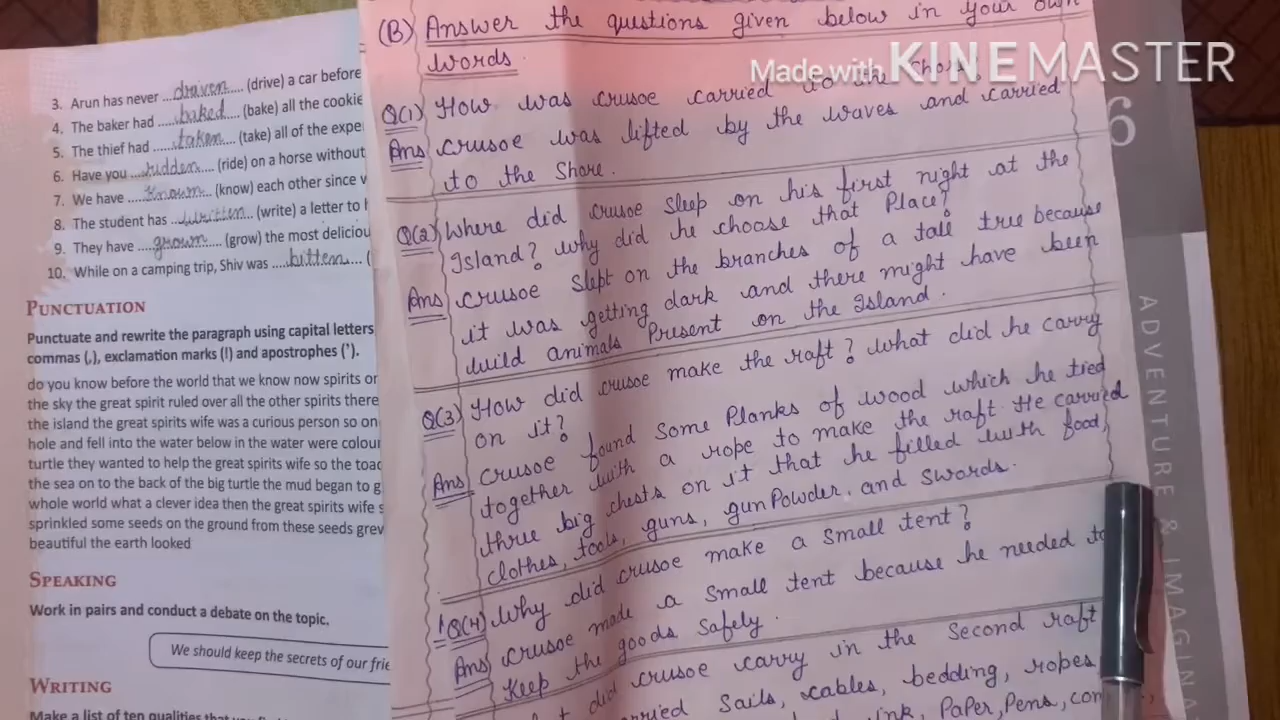 3. Arun has never ....driven.... (drive) a car before
4. The baker had ....baked.... (bake) all the cookie
5. The thief had ....taken.... (take) all of the expe
6. Have you ....ridden.... (ride) on a horse without
7. We have ....known.... (know) each other since
8. The student has ...written... (write) a letter to
9. They have ....grown.... (grow) the most deliciou
10. While on a camping trip, Shiv was ....bitten.... (
PUNCTUATION
Punctuate and rewrite the paragraph using capital letters
commas (,), exclamation marks (!) and apostrophes (').
do you know before the world that we know now spirits or
the sky the great spirit ruled over all the other spirits there
the island the great spirits wife was a curious person so on
hole and fell into the water below in the water were colou
turtle they wanted to help the great spirits wife so the toad
the sea on to the back of the big turtle the mud began to g
whole world what a clever idea then the great spirits wife s
sprinkled some seeds on the ground from these seeds grev
beautiful the earth looked
SPEAKING
Work in pairs and conduct a debate on the topic.
We should keep the secrets of our frie
WRITING
Make a list of ten qualities that
(B) Answer the questions given below in your own
words.
Made with KINEMASTER
Q(1) How was crusoe carried to the
Ans crusoe was lifted by the waves and carried
to the Shore.
Q(2) Where did crusoe sleep on his first night at the
Island? Why did he choose that Place?
Ans crusoe slept on the branches of a tall tree because
it was getting dark and there might have been
wild animals Present on the Island.
Q(3) How did crusoe make the raft? What did he carry
on it?
Ans crusoe found some Planks of wood which he tied
together with a rope to make the raft. He carried
three big chests on it that he filled with food,
clothes, tools, guns, gunPowder, and Swords.
Q(4) Why did crusoe make a small tent?
Ans crusoe made a small tent because he needed to
Keep the goods safely.
did crusoe carry in the Second raft
Sails, cables, bedding, ropes
ink, PaPer, Pens,
6
ADVENTURE & IMAGINA